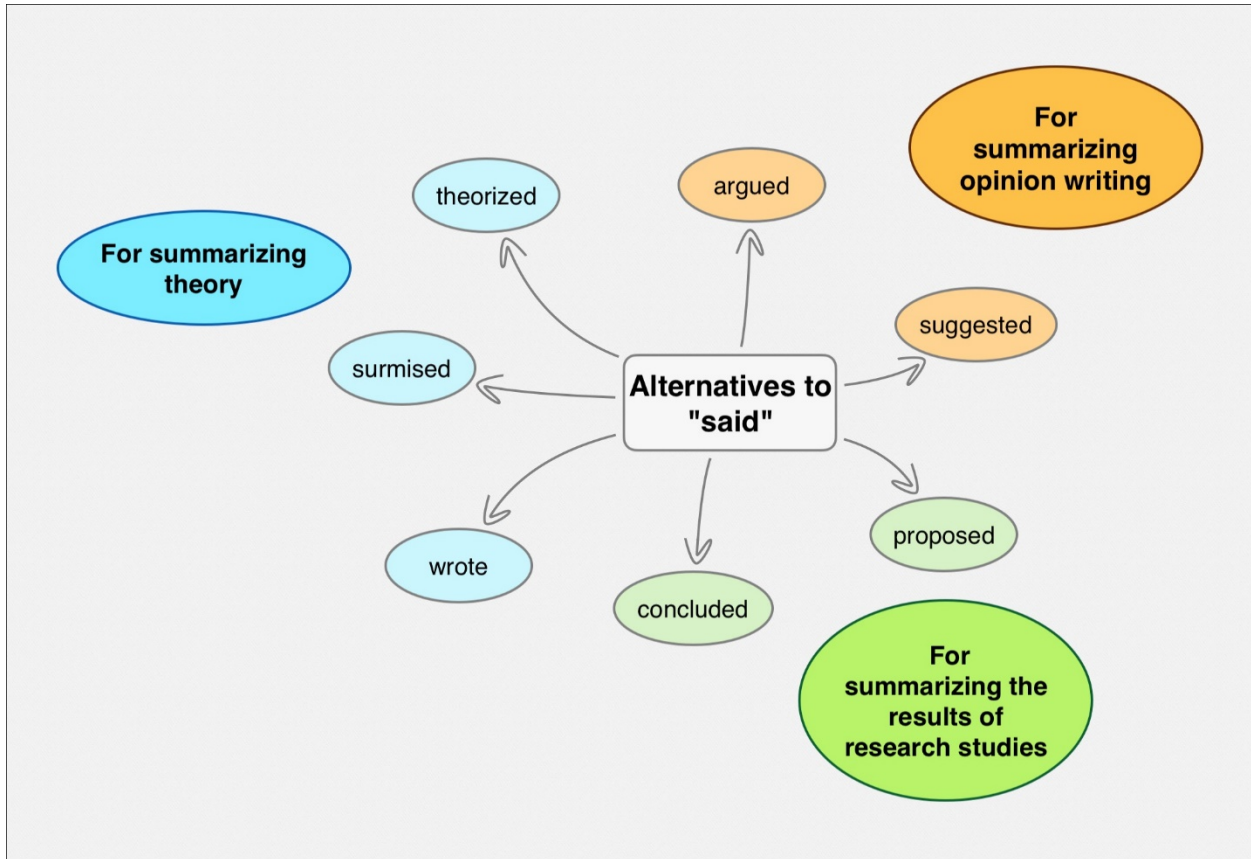 For
summarizing
opinion writing
theorized
argued
For summarizing
theory
suggested
surmised
Alternatives to
"said"
proposed
wrote
concluded
For
summarizing the
results of
research studies